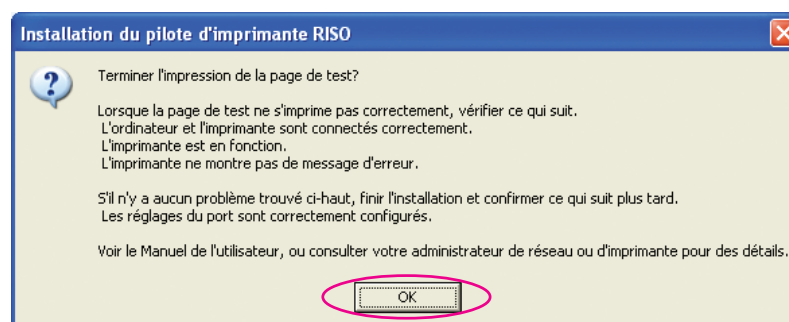 Installation du pilote d'imprimante RISO
Terminer l'impression de la page de test?
Lorsque la page de test ne s'imprime pas correctement, vérifier ce qui suit.
L'ordinateur et l'imprimante sont connectés correctement.
L'imprimante est en fonction.
L'imprimante ne montre pas de message d'erreur.
S'il n'y a aucun problème trouvé ci-haut, finir l'installation et confirmer ce qui suit plus tard.
Les réglages du port sont correctement configurés.
Voir le Manuel de l'utilisateur, ou consulter votre administrateur de réseau ou d'imprimante pour des détails.
OK